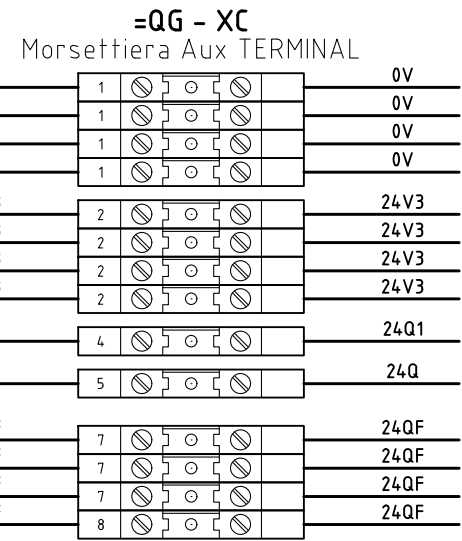 =QG - XC
Morsettiera Aux TERMINAL
1 0V
1 0V
1 0V
1 0V
2 24V3
2 24V3
2 24V3
2 24V3
4 24Q1
5 24Q
7 24QF
7 24QF
7 24QF
8 24QF